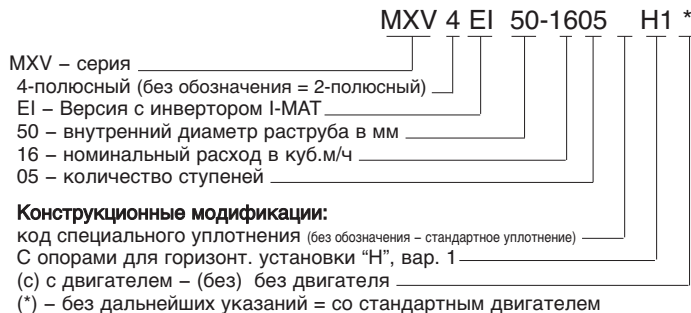 MXV 4 EI 50-1605 H1 *
MXV – серия
4-полюсный (без обозначения = 2-полюсный)
EI – Версия с инвертором I-MAT
50 – внутренний диаметр раструба в мм
16 – номинальный расход в куб.м/ч
05 – количество ступеней
Конструкционные модификации:
код специального уплотнения (без обозначения – стандартное уплотнение)
С опорами для горизонт. установки “Н”, вар. 1
(с) с двигателем – (без) без двигателя
(*) – без дальнейших указаний = со стандартным двигателем